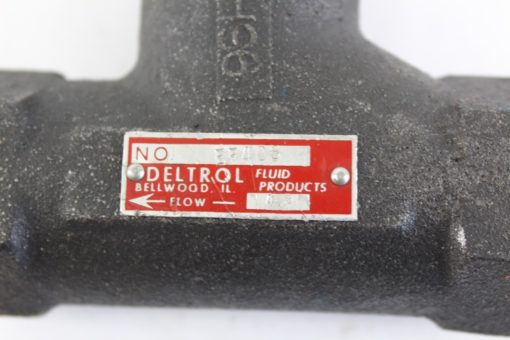 NO
DELTROL FLUID
BELLWOOD, IL. PRODUCTS
FLOW